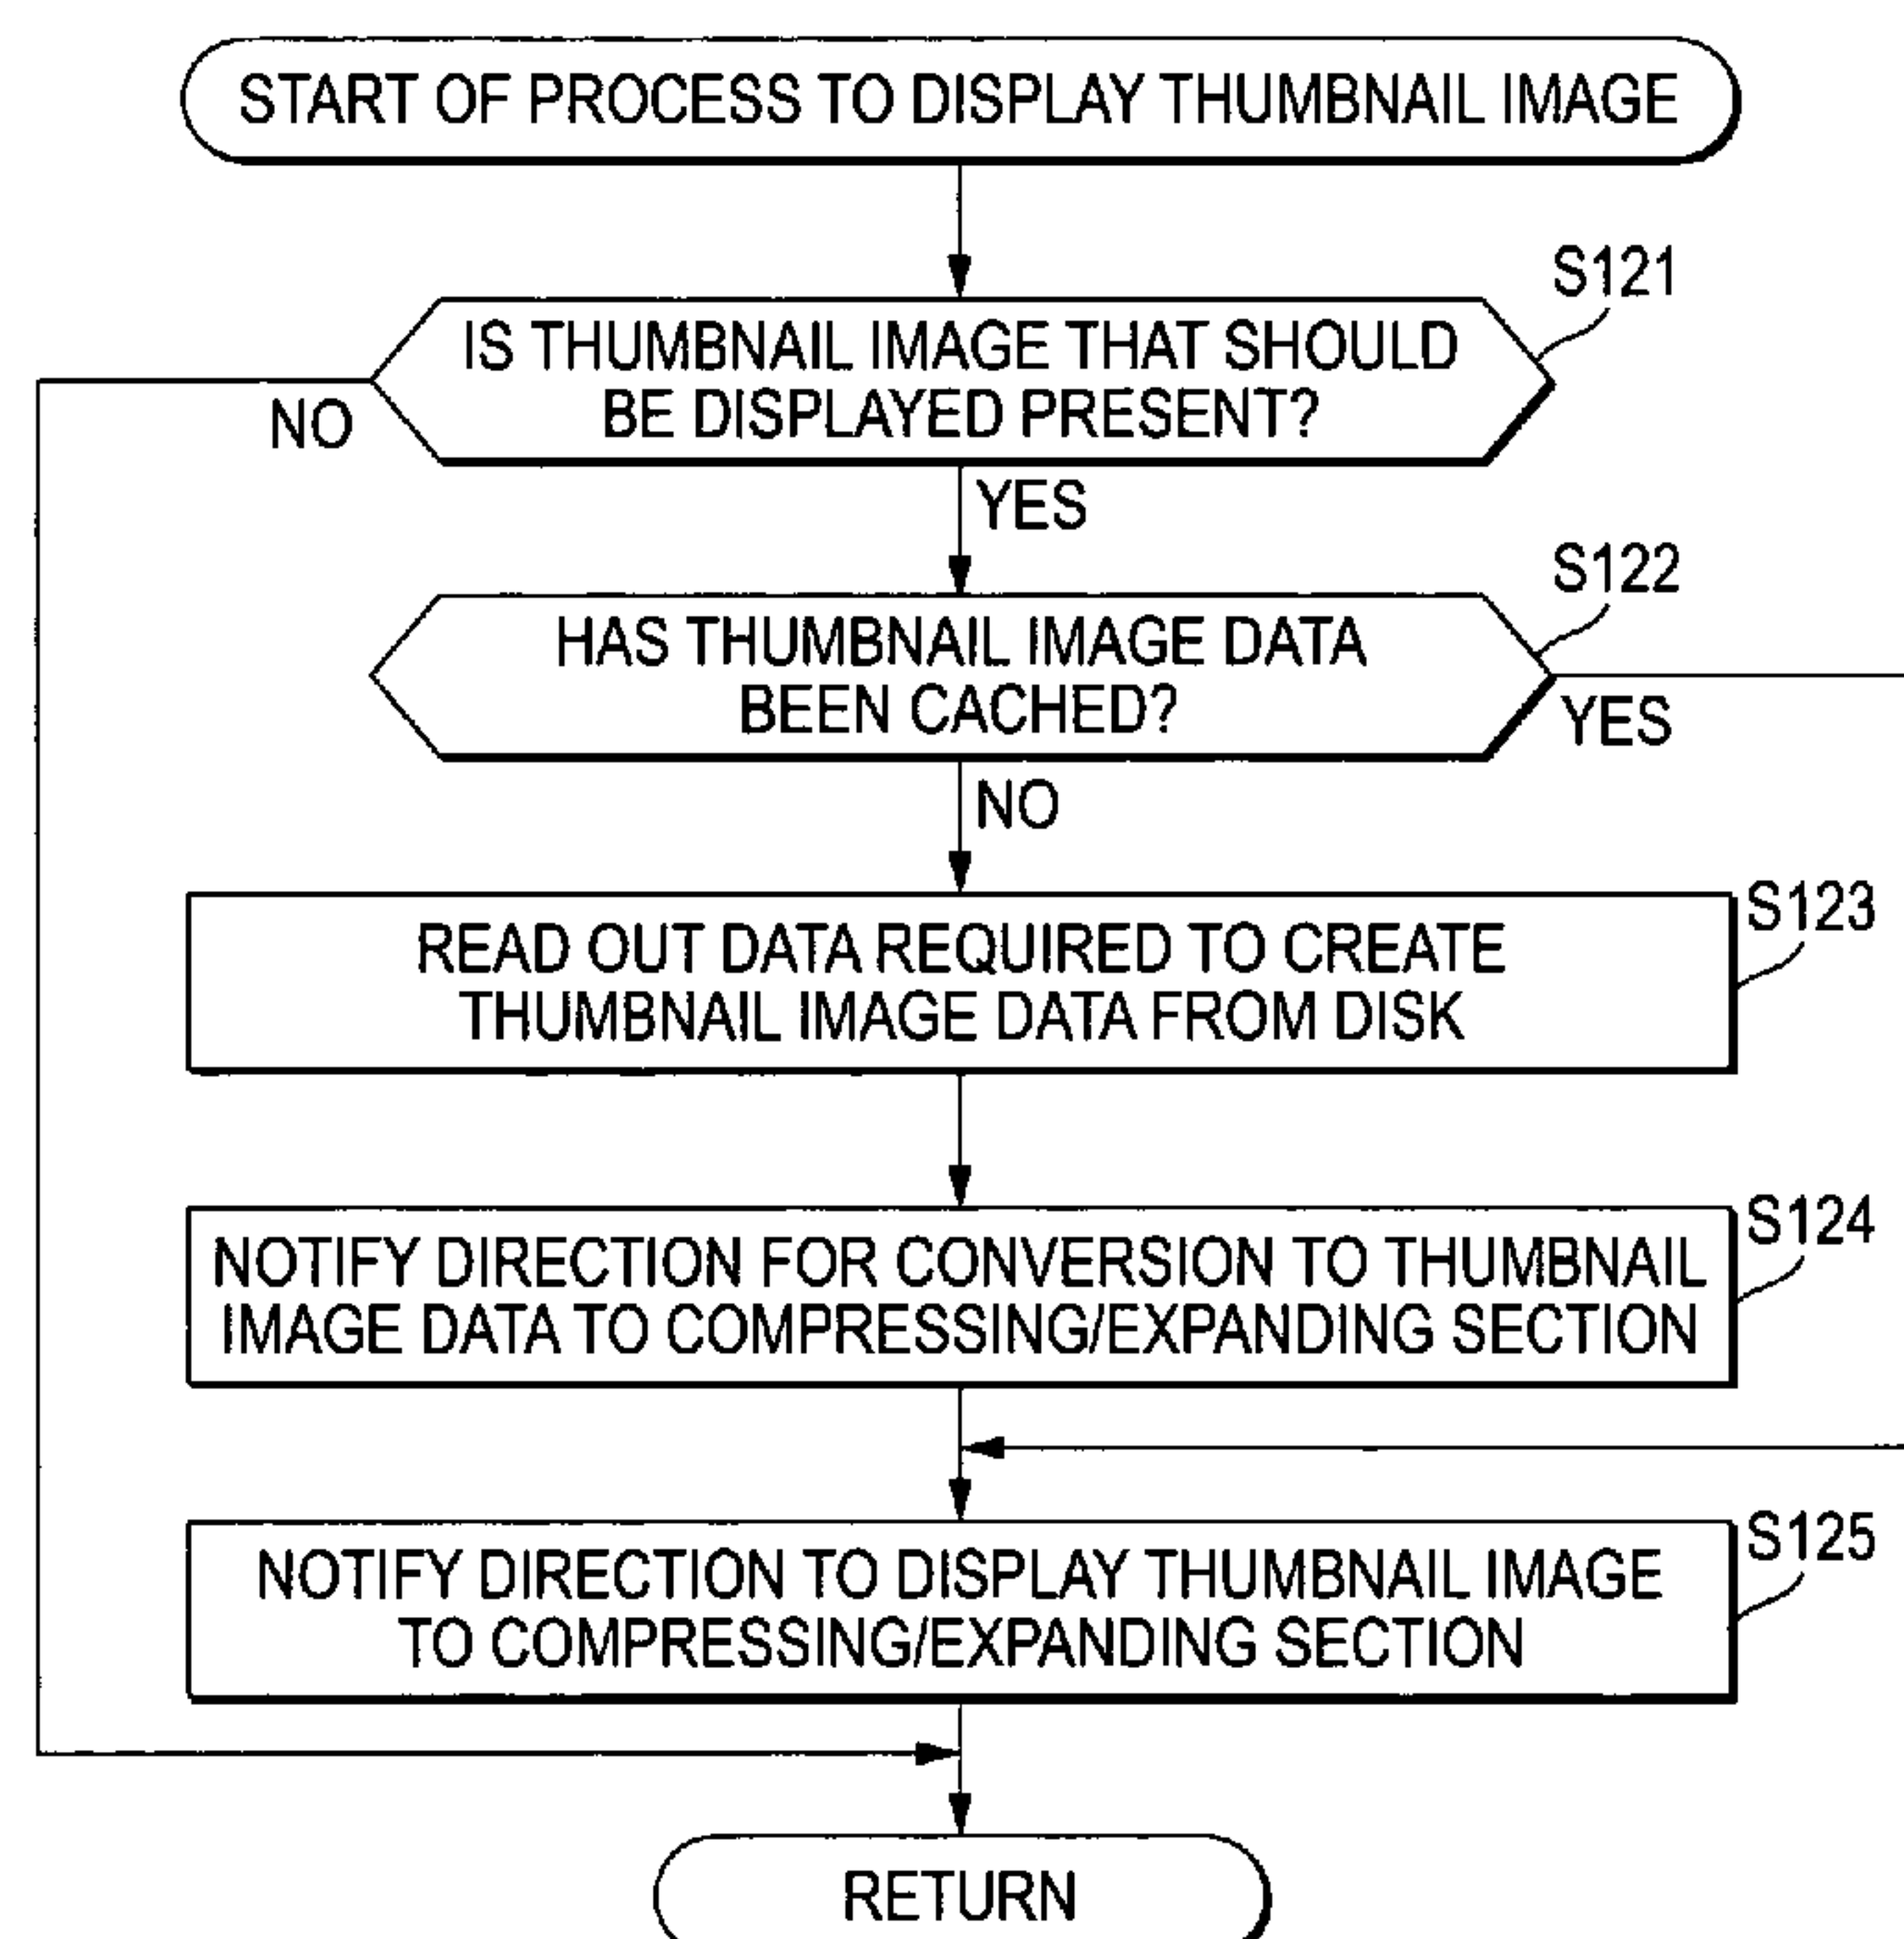 START OF PROCESS TO DISPLAY THUMBNAIL IMAGE
S121
IS THUMBNAIL IMAGE THAT SHOULD
BE DISPLAYED PRESENT?
NO
YES
S122
HAS THUMBNAIL IMAGE DATA
BEEN CACHED?
YES
NO
S123
READ OUT DATA REQUIRED TO CREATE
THUMBNAIL IMAGE DATA FROM DISK
S124
NOTIFY DIRECTION FOR CONVERSION TO THUMBNAIL
IMAGE DATA TO COMPRESSING/EXPANDING SECTION
S125
NOTIFY DIRECTION TO DISPLAY THUMBNAIL IMAGE
TO COMPRESSING/EXPANDING SECTION
RETURN